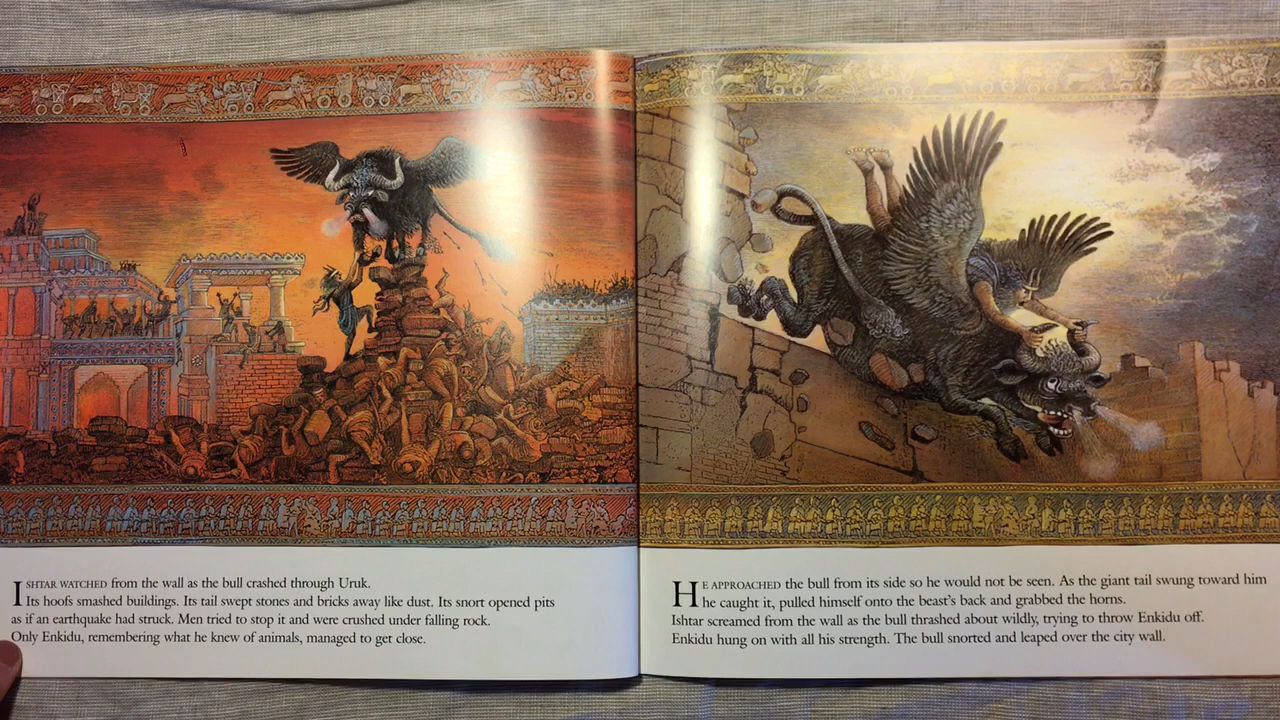 ISHTAR WATCHED from the wall as the bull crashed through Uruk.
Its hoofs smashed buildings. Its tail swept stones and bricks away like dust. Its snort opened pits
as if an earthquake had struck. Men tried to stop it and were crushed under falling rock.
Only Enkidu, remembering what he knew of animals, managed to get close.
HE APPROACHED the bull from its side so he would not be seen. As the giant tail swung toward him
he caught it, pulled himself onto the beast's back and grabbed the horns.
Ishtar screamed from the wall as the bull thrashed about wildly, trying to throw Enkidu off.
Enkidu hung on with all his strength. The bull snorted and leaped over the city wall.